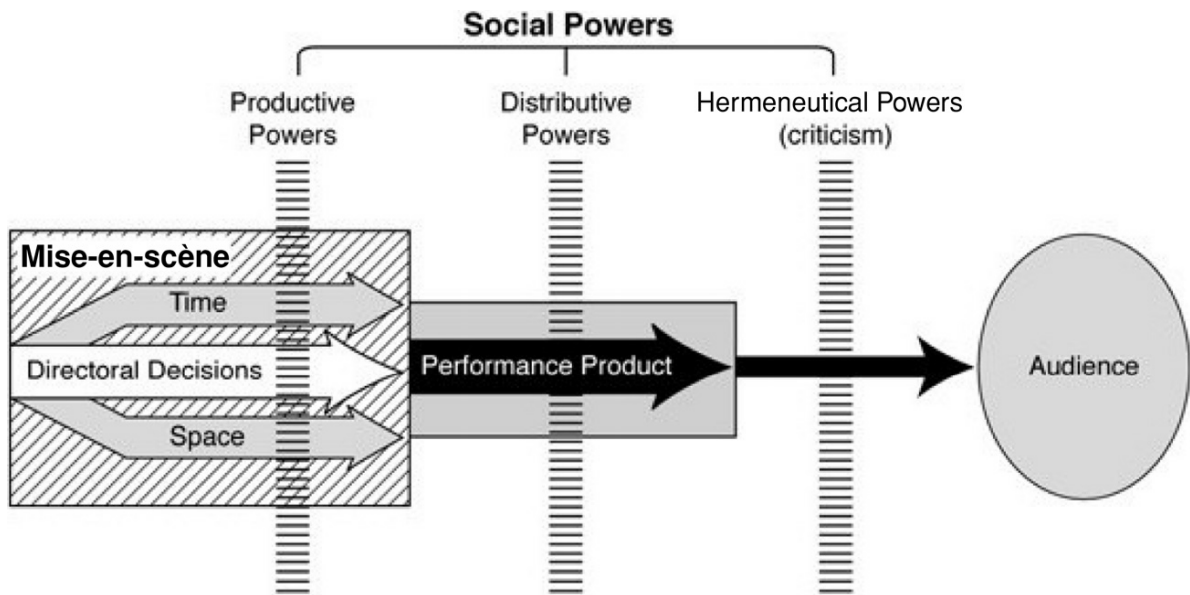 Social Powers
Productive
Powers
Distributive
Powers
Hermeneutical Powers
(criticism)
Mise-en-scène
Time
Directoral Decisions
Space
Performance Product
Audience